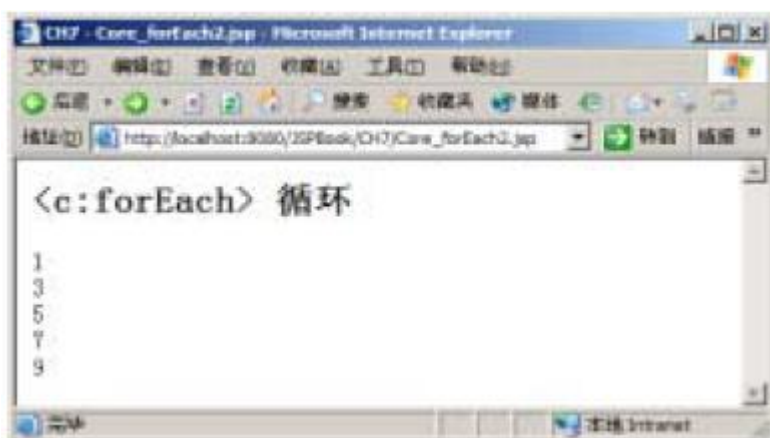 CH7 - Core_forEach2.jsp - Microsoft Internet Explorer
文件(F) 编辑(E) 查看(V) 收藏(A) 工具(T) 帮助(H)
后退 搜索 收藏夹 媒体
地址(D) http://localhost:8080/JSPBook/CH7/Core_forEach2.jsp 转到 链接 »
<c:forEach> 循环
1
3
5
7
9
完毕 本地 Intranet